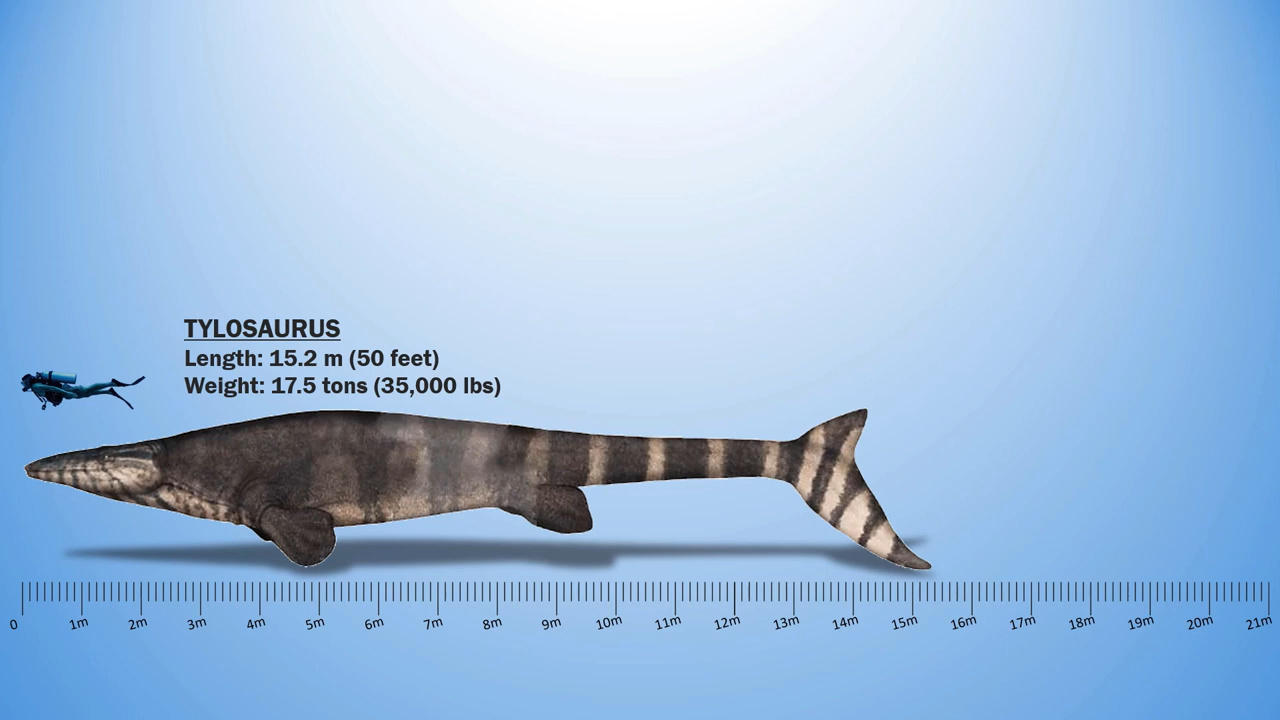 TYLOSAURUS
Length: 15.2 m (50 feet)
Weight: 17.5 tons (35,000 lbs)
0 1m 2m 3m 4m 5m 6m 7m 8m 9m 10m 11m 12m 13m 14m 15m 16m 17m 18m 19m 20m 21m